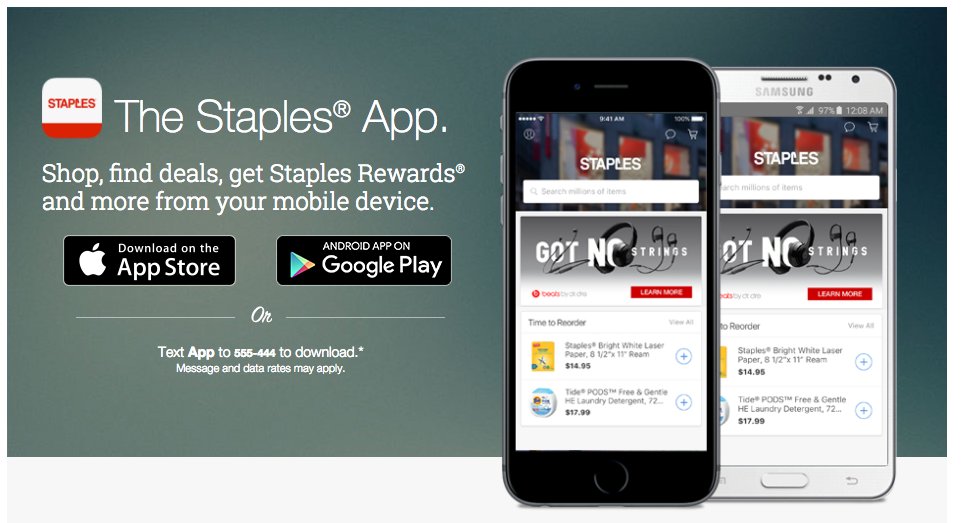 STAPLES
The Staples® App.
Shop, find deals, get Staples Rewards®
and more from your mobile device.
Download on the
App Store
ANDROID APP ON
Google Play
Or
Text App to 555-444 to download.*
Message and data rates may apply.
9:41 AM
100%
STAPLES
Search millions of items
GOT NO STRINGS
beats by dr.dre
LEARN MORE
Time to Reorder
View All
Staples® Bright White Laser
Paper, 8 1/2"x 11" Ream
$14.95
Tide® PODS™ Free & Gentle
HE Laundry Detergent, 72...
$17.99
SAMSUNG
97% 12:08 AM
STAPLES
arch millions of items
OT NO STRINGS
beats by dr.dre
LEARN MORE
to Reorder
View All
Staples® Bright White Laser
Paper, 8 1/2"x 11" Ream
$14.95
Tide® PODS™ Free & Gentle
HE Laundry Detergent, 72...
$17.99